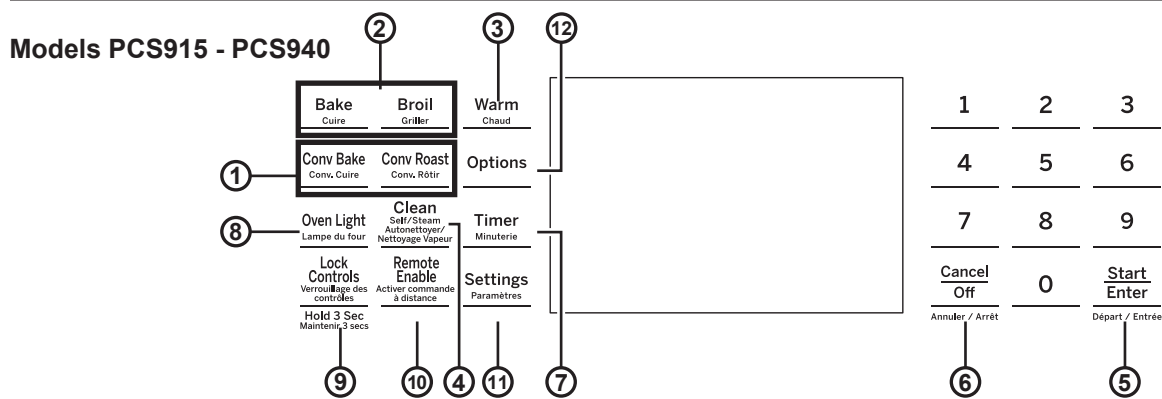 2
3
12
Models PCS915 - PCS940
Bake
Cuire
Broil
Griller
Warm
Chaud
1
2
3
1
Conv Bake
Conv. Cuire
Conv Roast
Conv. Rôtir
Options
4
5
6
8
Oven Light
Lampe du four
Clean
Self/Steam
Autonettoyer/
Nettoyage Vapeur
Timer
Minuterie
7
8
9
Lock
Controls
Verrouillage des
contrôles
Hold 3 Sec
Maintenir 3 secs
Remote
Enable
Activer commande
à distance
Settings
Paramètres
Cancel
Off
Annuler / Arrêt
0
Start
Enter
Départ / Entrée
9
10
4
11
7
6
5